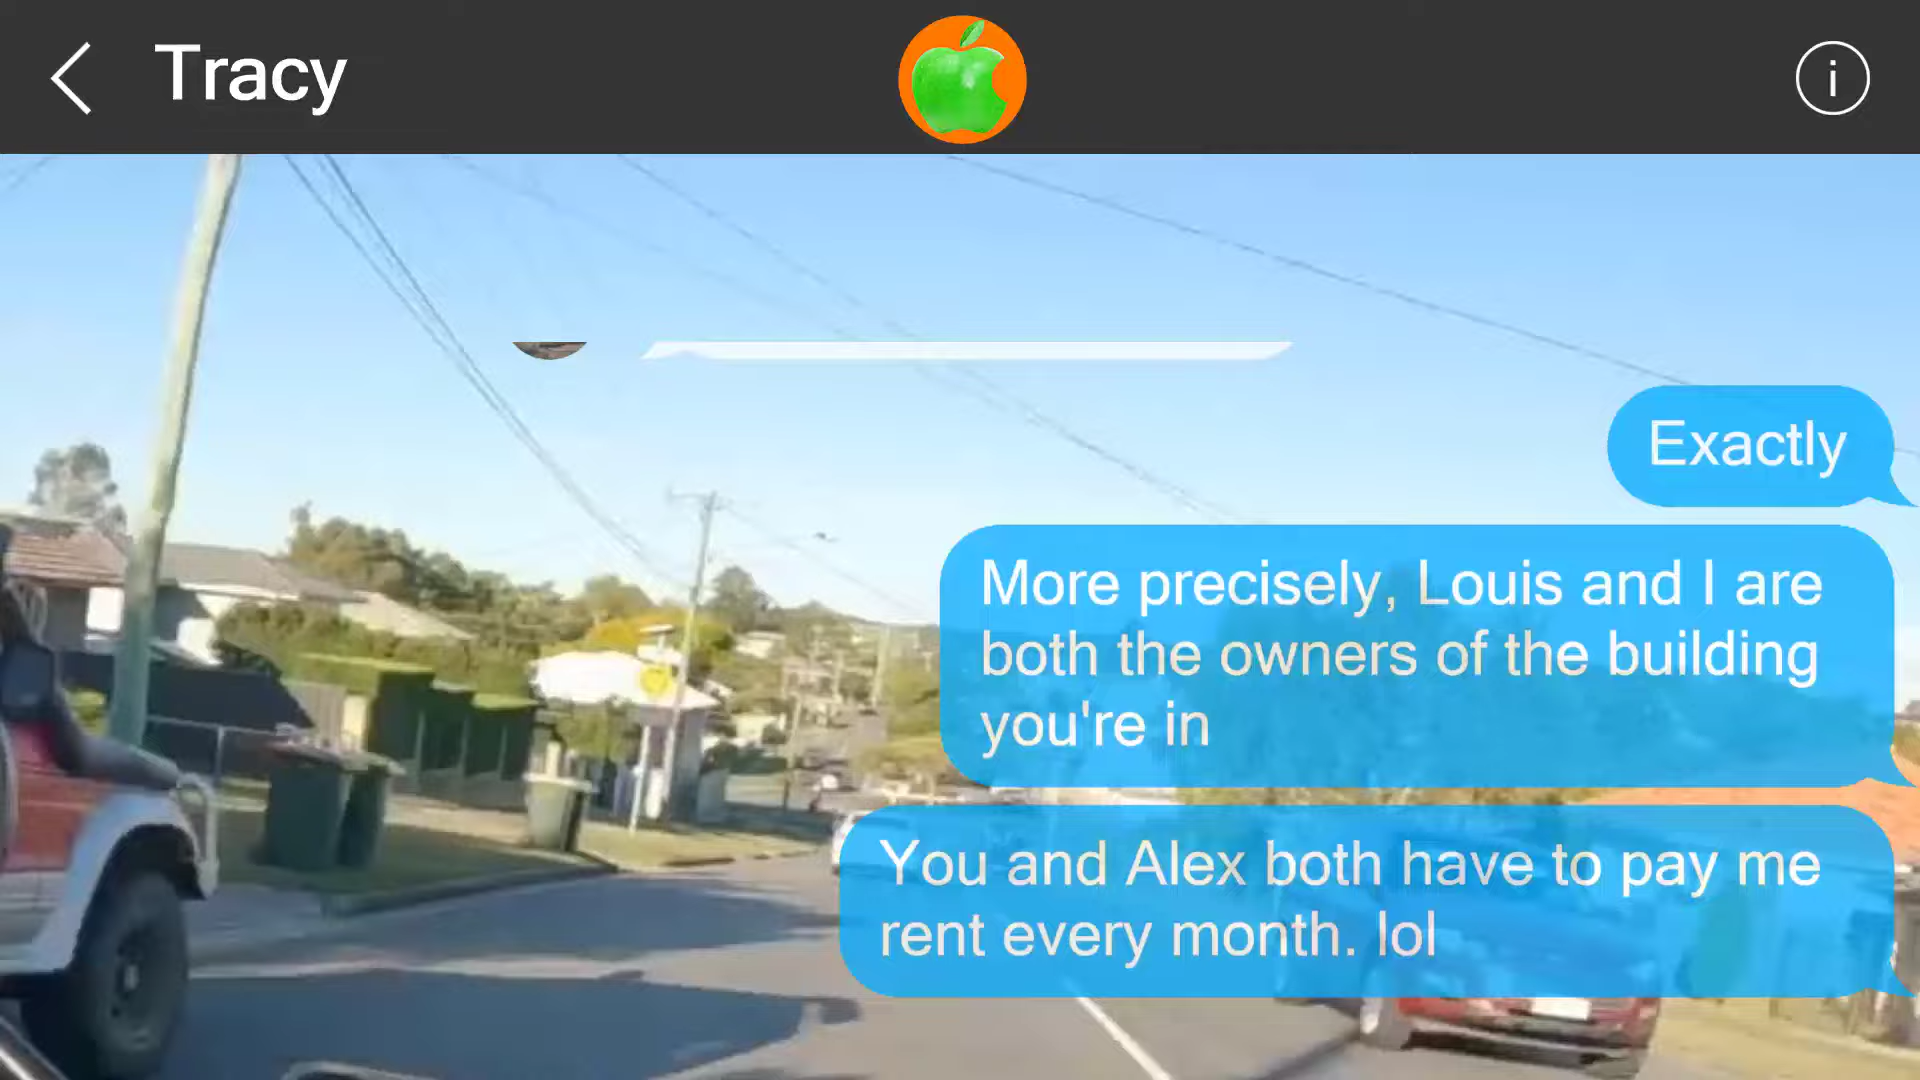 Tracy
i
Exactly
More precisely, Louis and I are
both the owners of the building
you're in
You and Alex both have to pay me
rent every month. lol